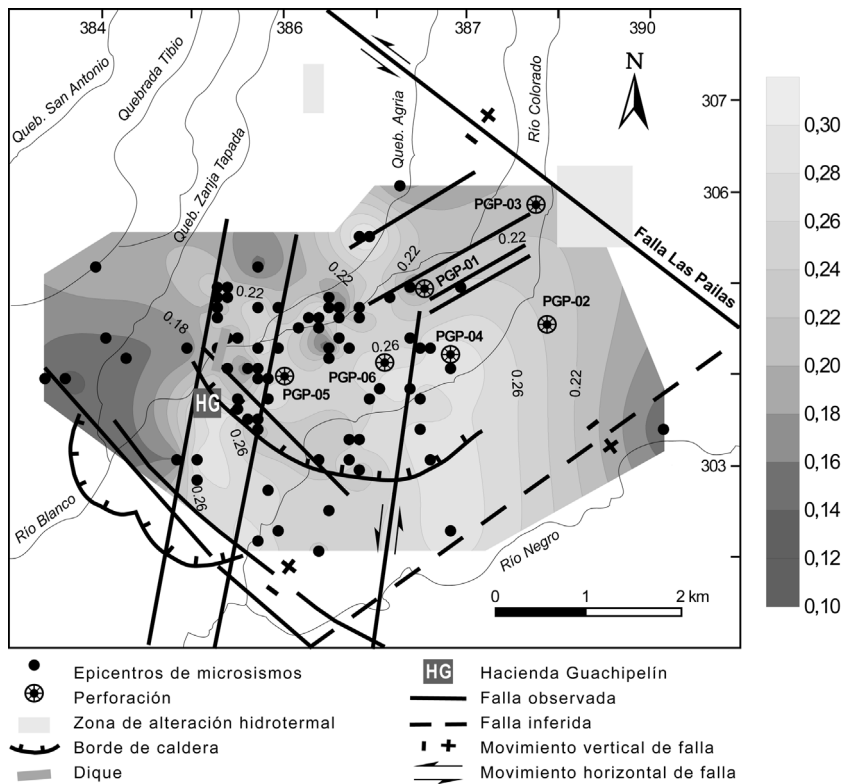 384 386 387 390
Queb. San Antonio
Quebrada Tibio
Queb. Zanja Tapada
Queb. Agria
Río Colorado
N
307
306
303
Falla Las Pailas
PGP-03
0.22
0.22
0.22
PGP-01
PGP-02
0.22
0.18
0.26
PGP-04
PGP-06
PGP-05
HG
0.26
0.26
0.26
0.22
Río Blanco
Río Negro
0 1 2 km
0,30
0,28
0,26
0,24
0,22
0,20
0,18
0,16
0,14
0,12
0,10
Epicentros de microsismos
Perforación
Zona de alteración hidrotermal
Borde de caldera
Dique
HG Hacienda Guachipelín
Falla observada
Falla inferida
Movimiento vertical de falla
Movimiento horizontal de falla